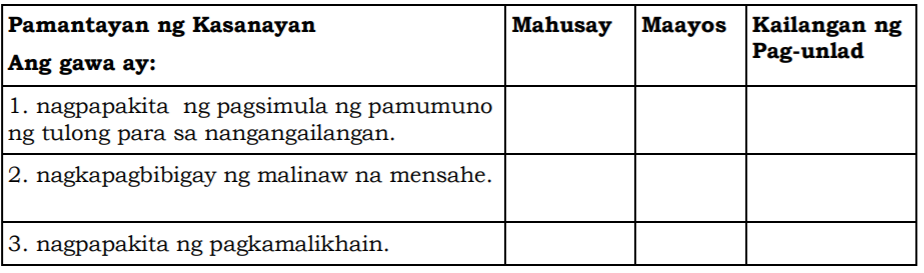 Pamantayan ng Kasanayan
Ang gawa ay:
Mahusay
Maayos
Kailangan ng
Pag-unlad
1. nagpapakita ng pagsimula ng pamumuno
ng tulong para sa nangangailangan.
2. nagkapagbibigay ng malinaw na mensahe.
3. nagpapakita ng pagkamalikhain.